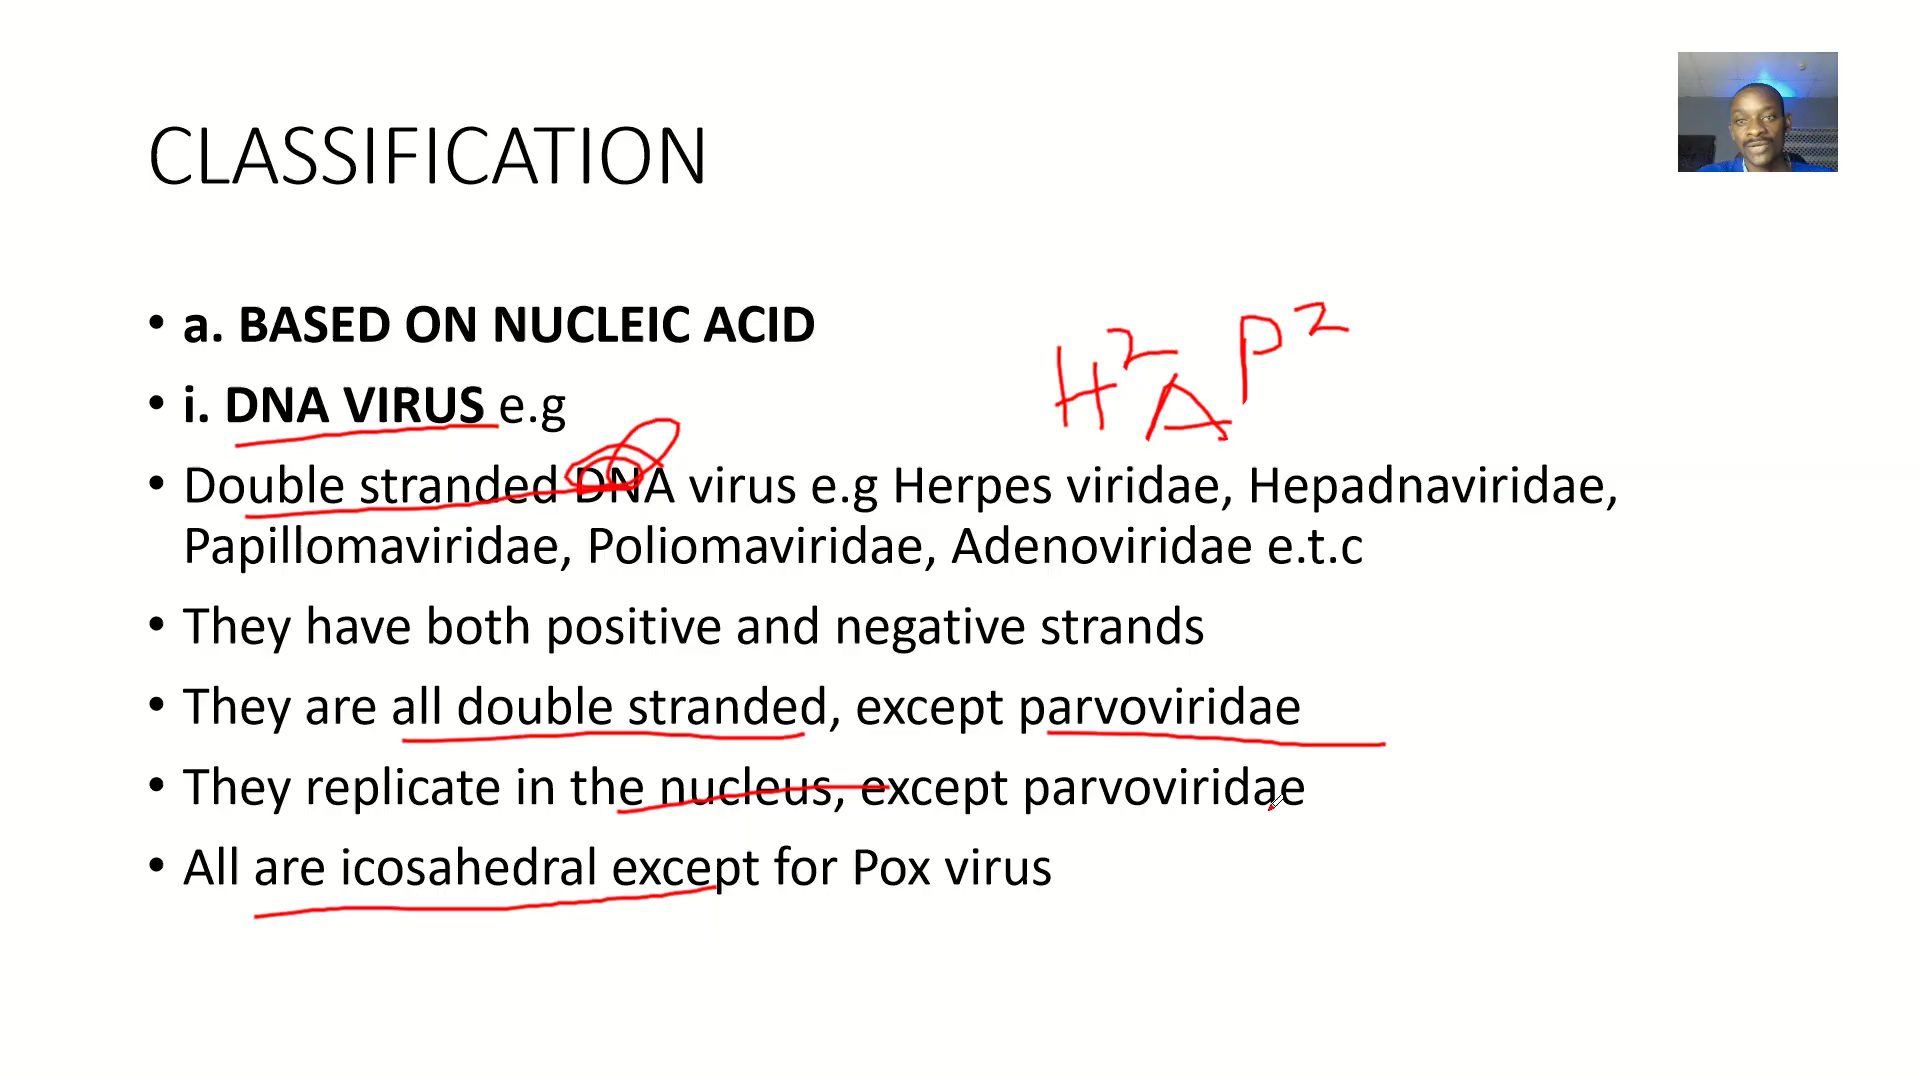 CLASSIFICATION
• a. BASED ON NUCLEIC ACID
H² A P²
• i. DNA VIRUS e.g
• Double stranded DNA virus e.g Herpes viridae, Hepadnaviridae,
Papillomaviridae, Poliomaviridae, Adenoviridae e.t.c
• They have both positive and negative strands
• They are all double stranded, except parvoviridae
• They replicate in the nucleus, except parvoviridae
• All are icosahedral except for Pox virus